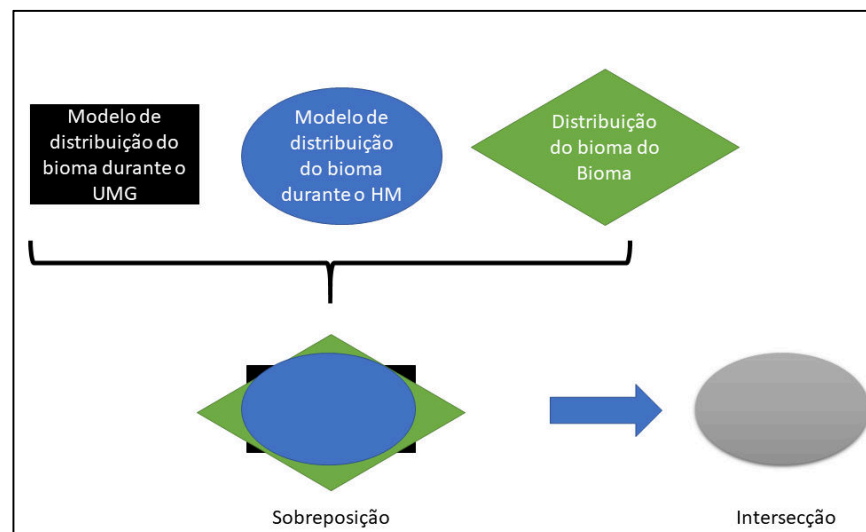 Modelo de
distribuição do
bioma durante o
UMG
Modelo de
distribuição
do bioma
durante o HM
Distribuição
do bioma do
Bioma
Sobreposição
Intersecção